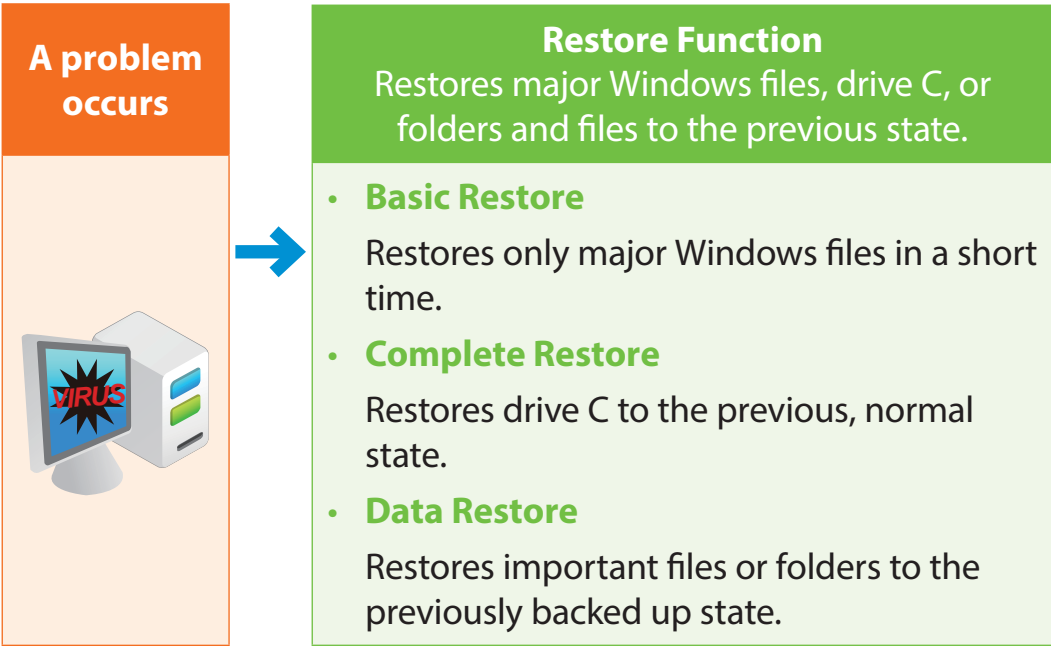 A problem
occurs
VIRUS
Restore Function
Restores major Windows files, drive C, or
folders and files to the previous state.
• Basic Restore
Restores only major Windows files in a short
time.
• Complete Restore
Restores drive C to the previous, normal
state.
• Data Restore
Restores important files or folders to the
previously backed up state.